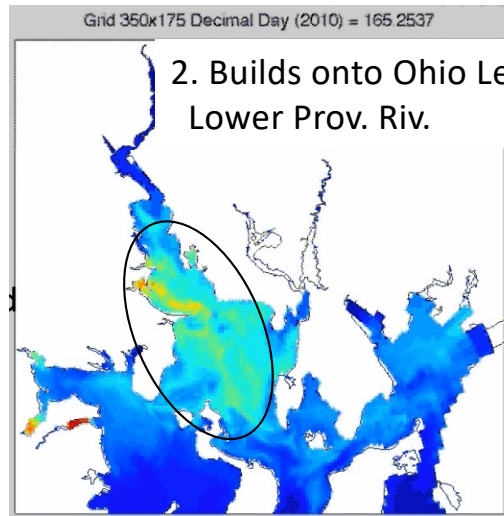 Grid 350x175 Decimal Day (2010) = 165.2537
2. Builds onto Ohio Le
Lower Prov. Riv.
d